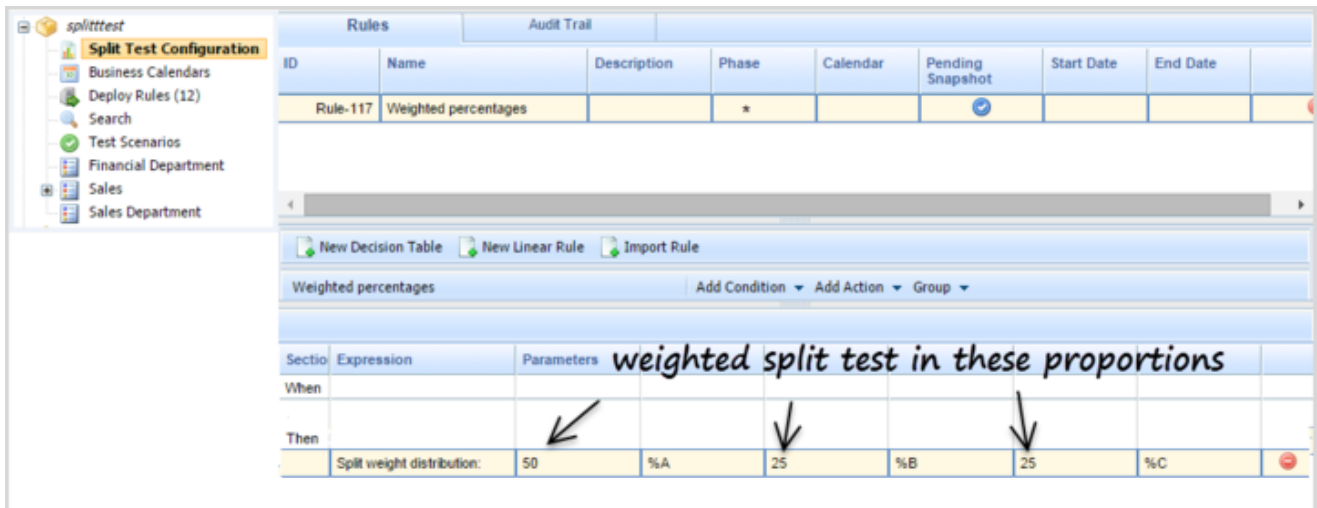 splitttest
Split Test Configuration
Business Calendars
Deploy Rules (12)
Search
Test Scenarios
Financial Department
Sales
Sales Department
Rules Audit Trail
ID Name Description Phase Calendar Pending Snapshot Start Date End Date
Rule-117 Weighted percentages *
New Decision Table New Linear Rule Import Rule
Weighted percentages Add Condition Add Action Group
Sectio Expression Parameters
weighted split test in these proportions
When
Then
Split weight distribution: 50 %A 25 %B 25 %C